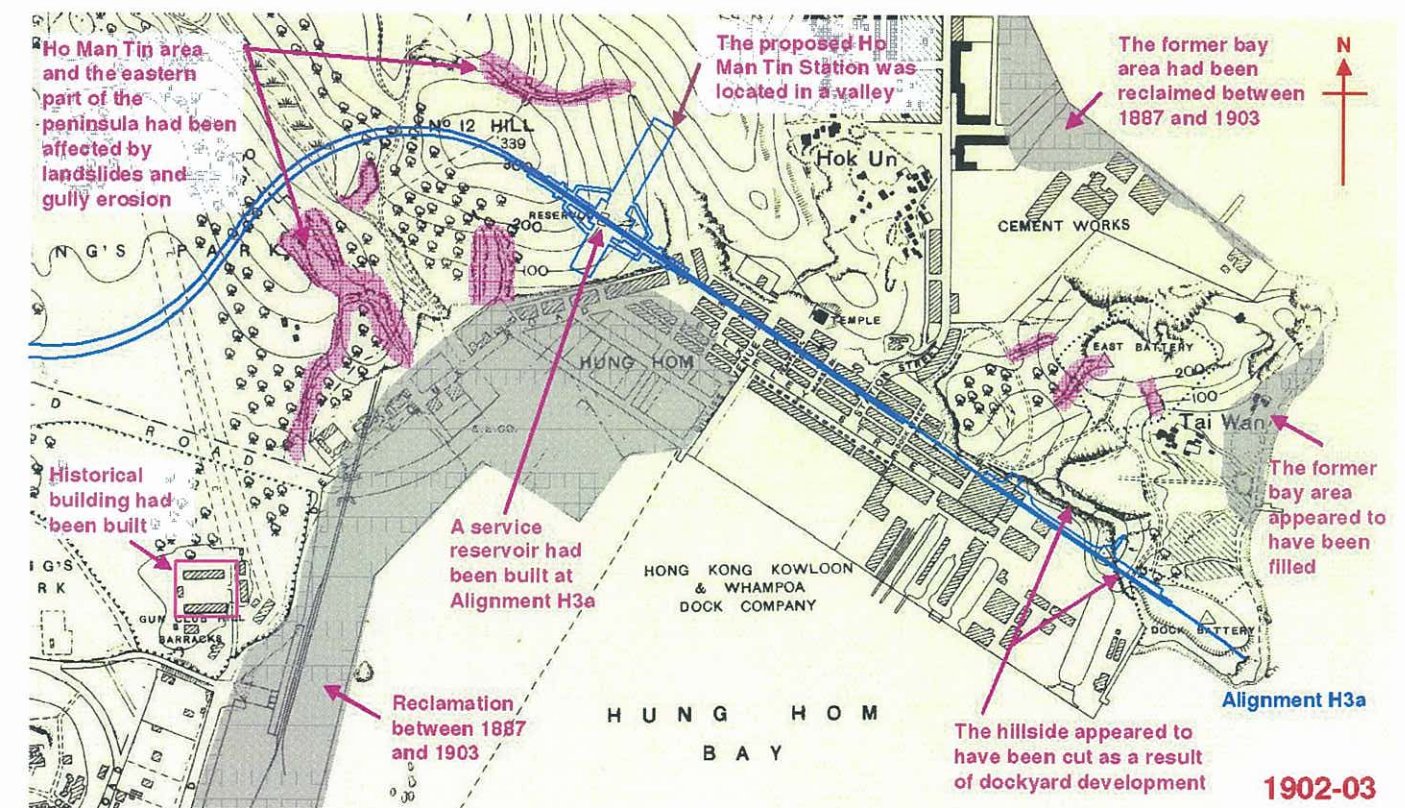 Ho Man Tin area
and the eastern
part of the
peninsula had been
affected by
landslides and
gully erosion
The proposed Ho
Man Tin Station was
located in a valley
The former bay
area had been
reclaimed between
1887 and 1903
N
Nº 12 HILL
339
300
Hok Un
RESERVOIR
200
100
CEMENT WORKS
NG'S PARK
TEMPLE
HUNG HOM
STREET
EAST BATTERY
200
100
Tai Wan
ROAD
Historical
building had
been built
A service
reservoir had
been built at
Alignment H3a
The former
bay area
appeared to
have been
filled
HONG KONG KOWLOON
& WHAMPOA
DOCK COMPANY
G'S
RK
GUN CLUB HILL
BARRACKS
DOCK BATTERY
Alignment H3a
Reclamation
between 1887
and 1903
HUNG HOM
BAY
The hillside appeared to
have been cut as a result
of dockyard development
1902-03